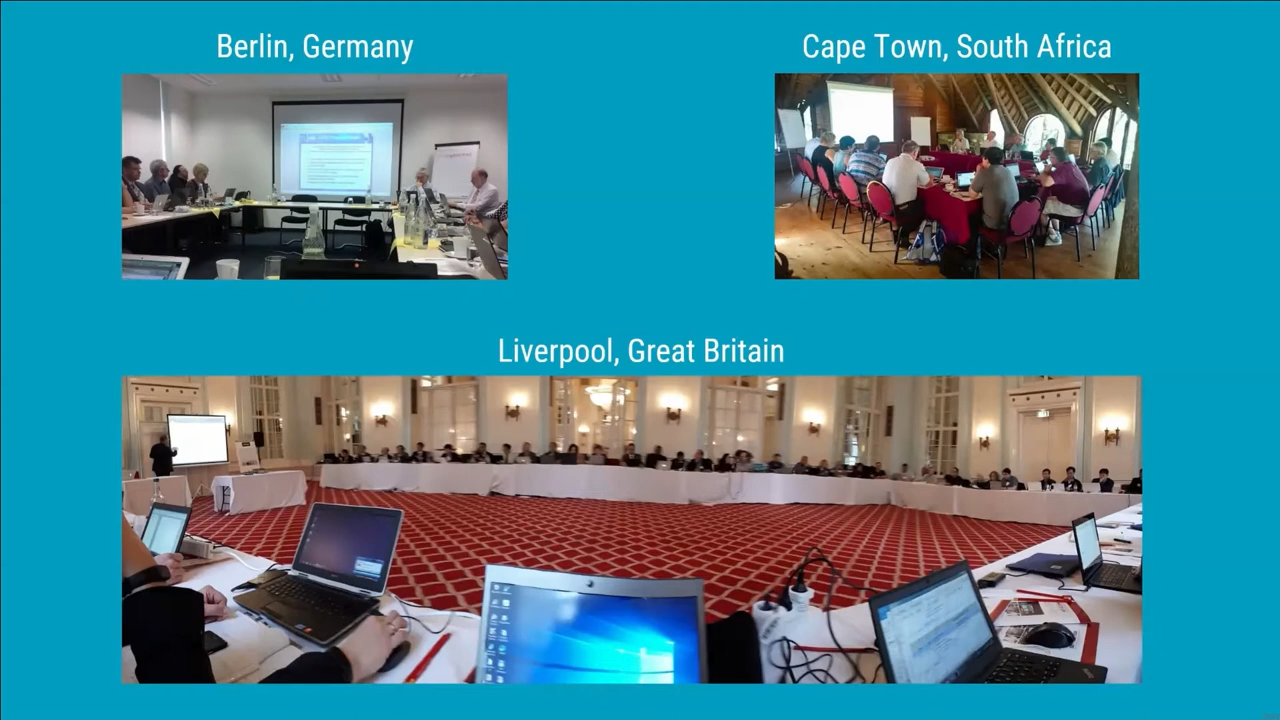 Berlin, Germany
Cape Town, South Africa
Liverpool, Great Britain